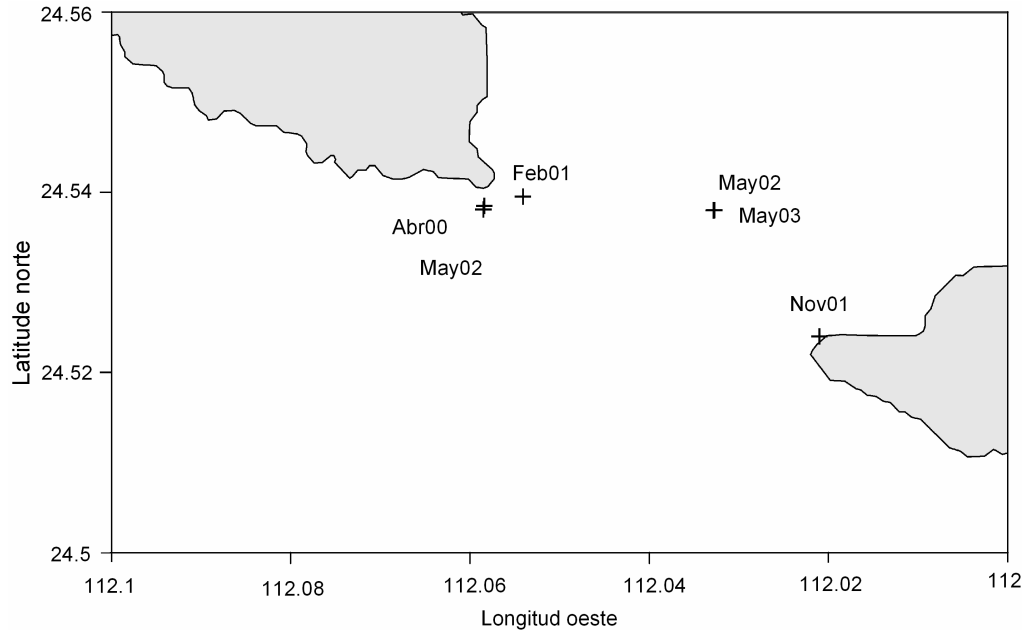 24.56
24.54
24.52
24.5
Latitude norte
Feb01
May02
May03
Abr00
May02
Nov01
112.1
112.08
112.06
112.04
112.02
112
Longitud oeste